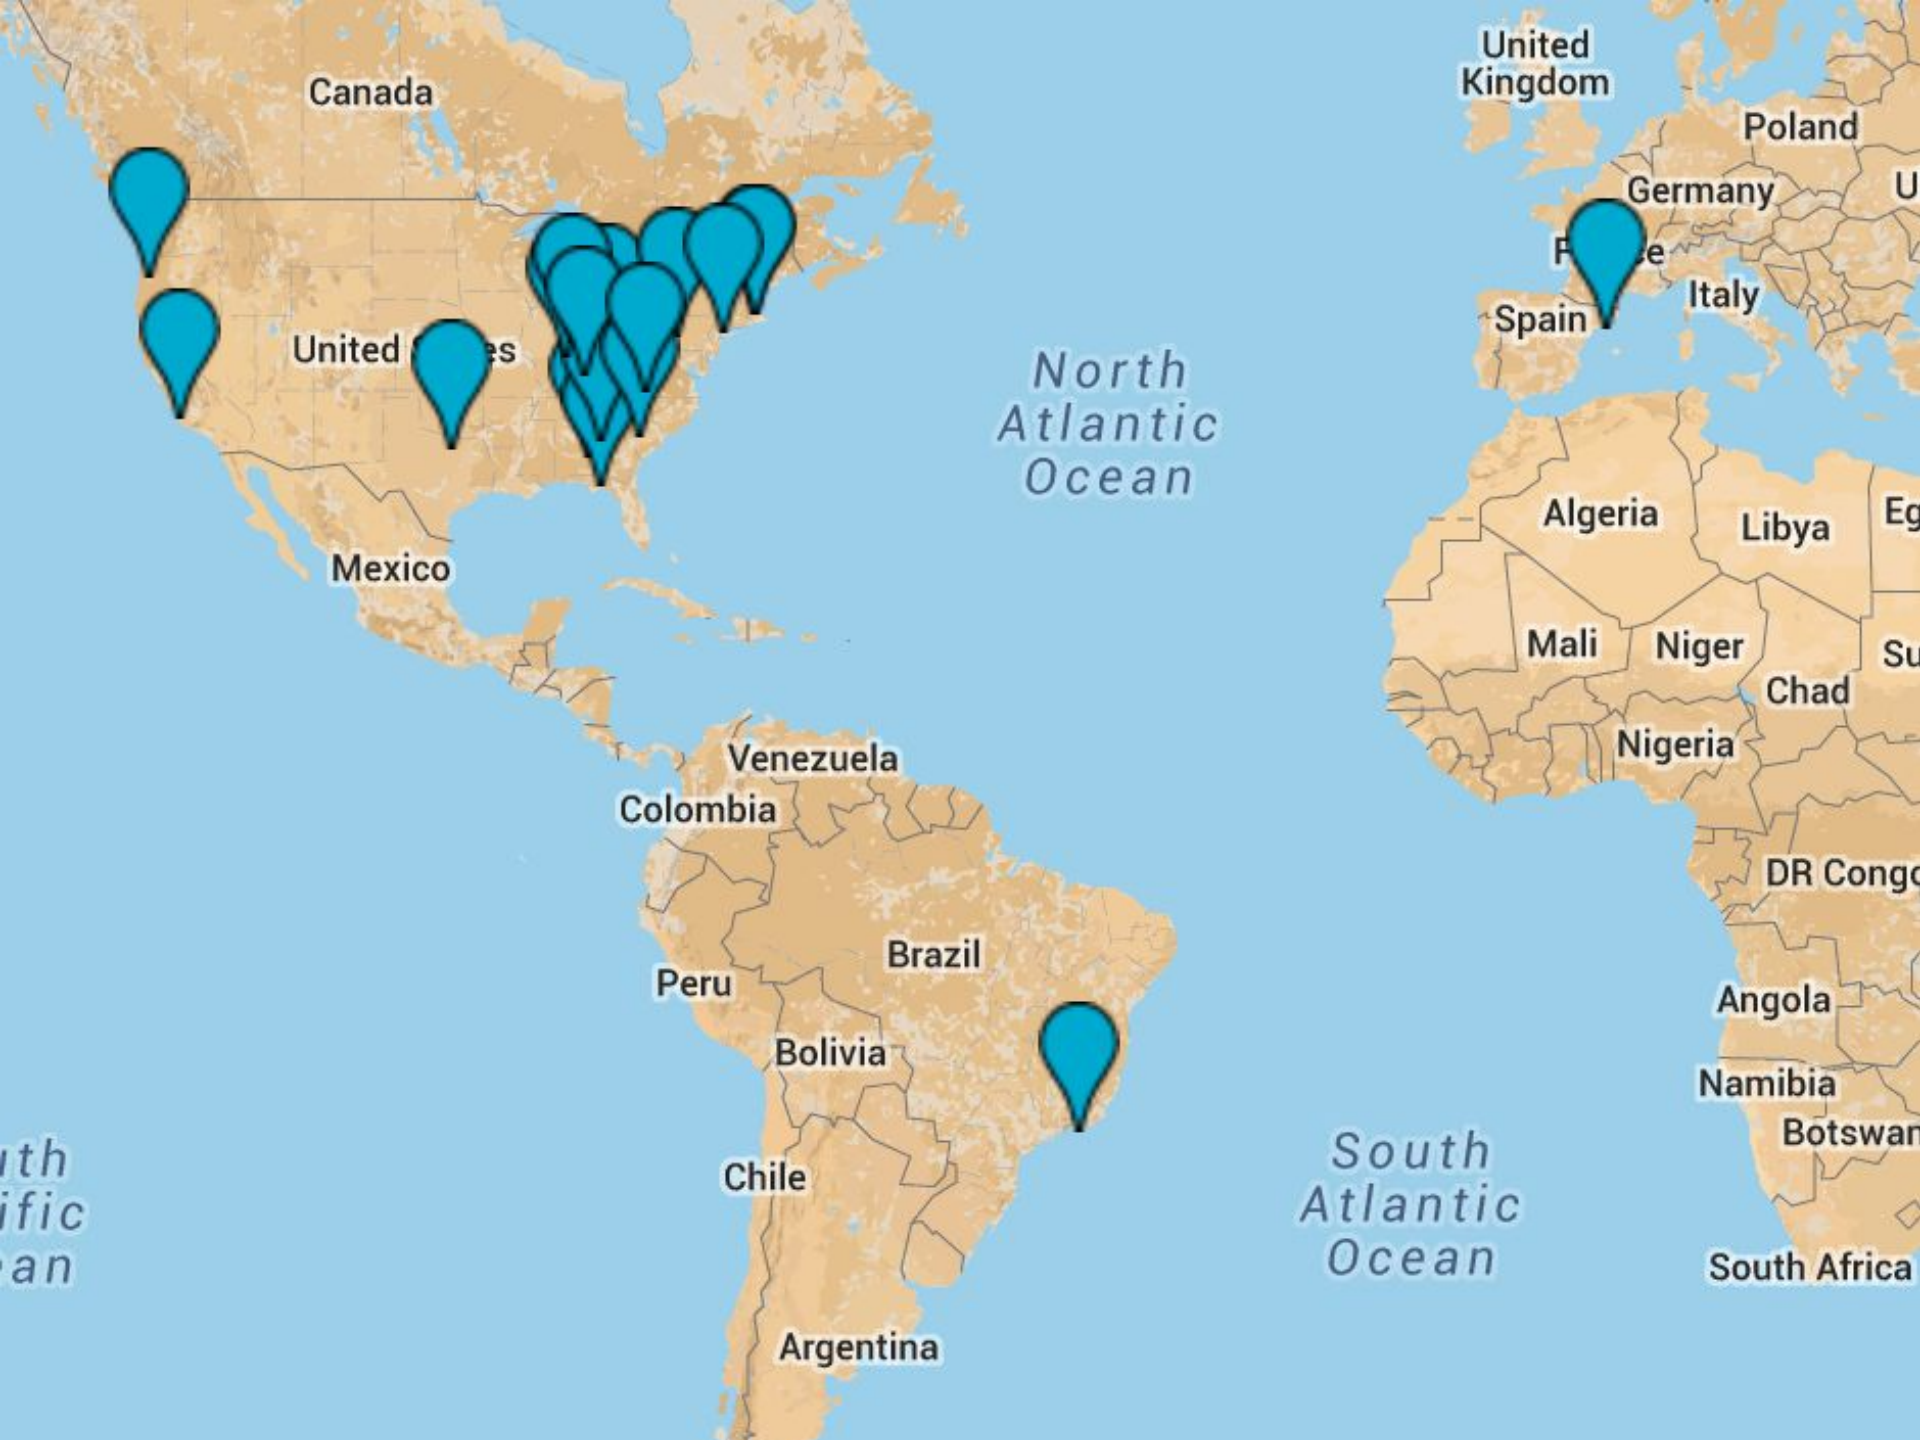 United
Kingdom
Canada
Poland
Germany
U
Italy
Spain
United
es
North
Atlantic
Ocean
Algeria
Libya
Eg
Mexico
Mali
Niger
Su
Chad
Nigeria
Venezuela
Colombia
DR Congo
Brazil
Peru
Angola
Bolivia
Namibia
Botswan
uth
ific
ean
South
Atlantic
Ocean
Chile
South Africa
Argentina